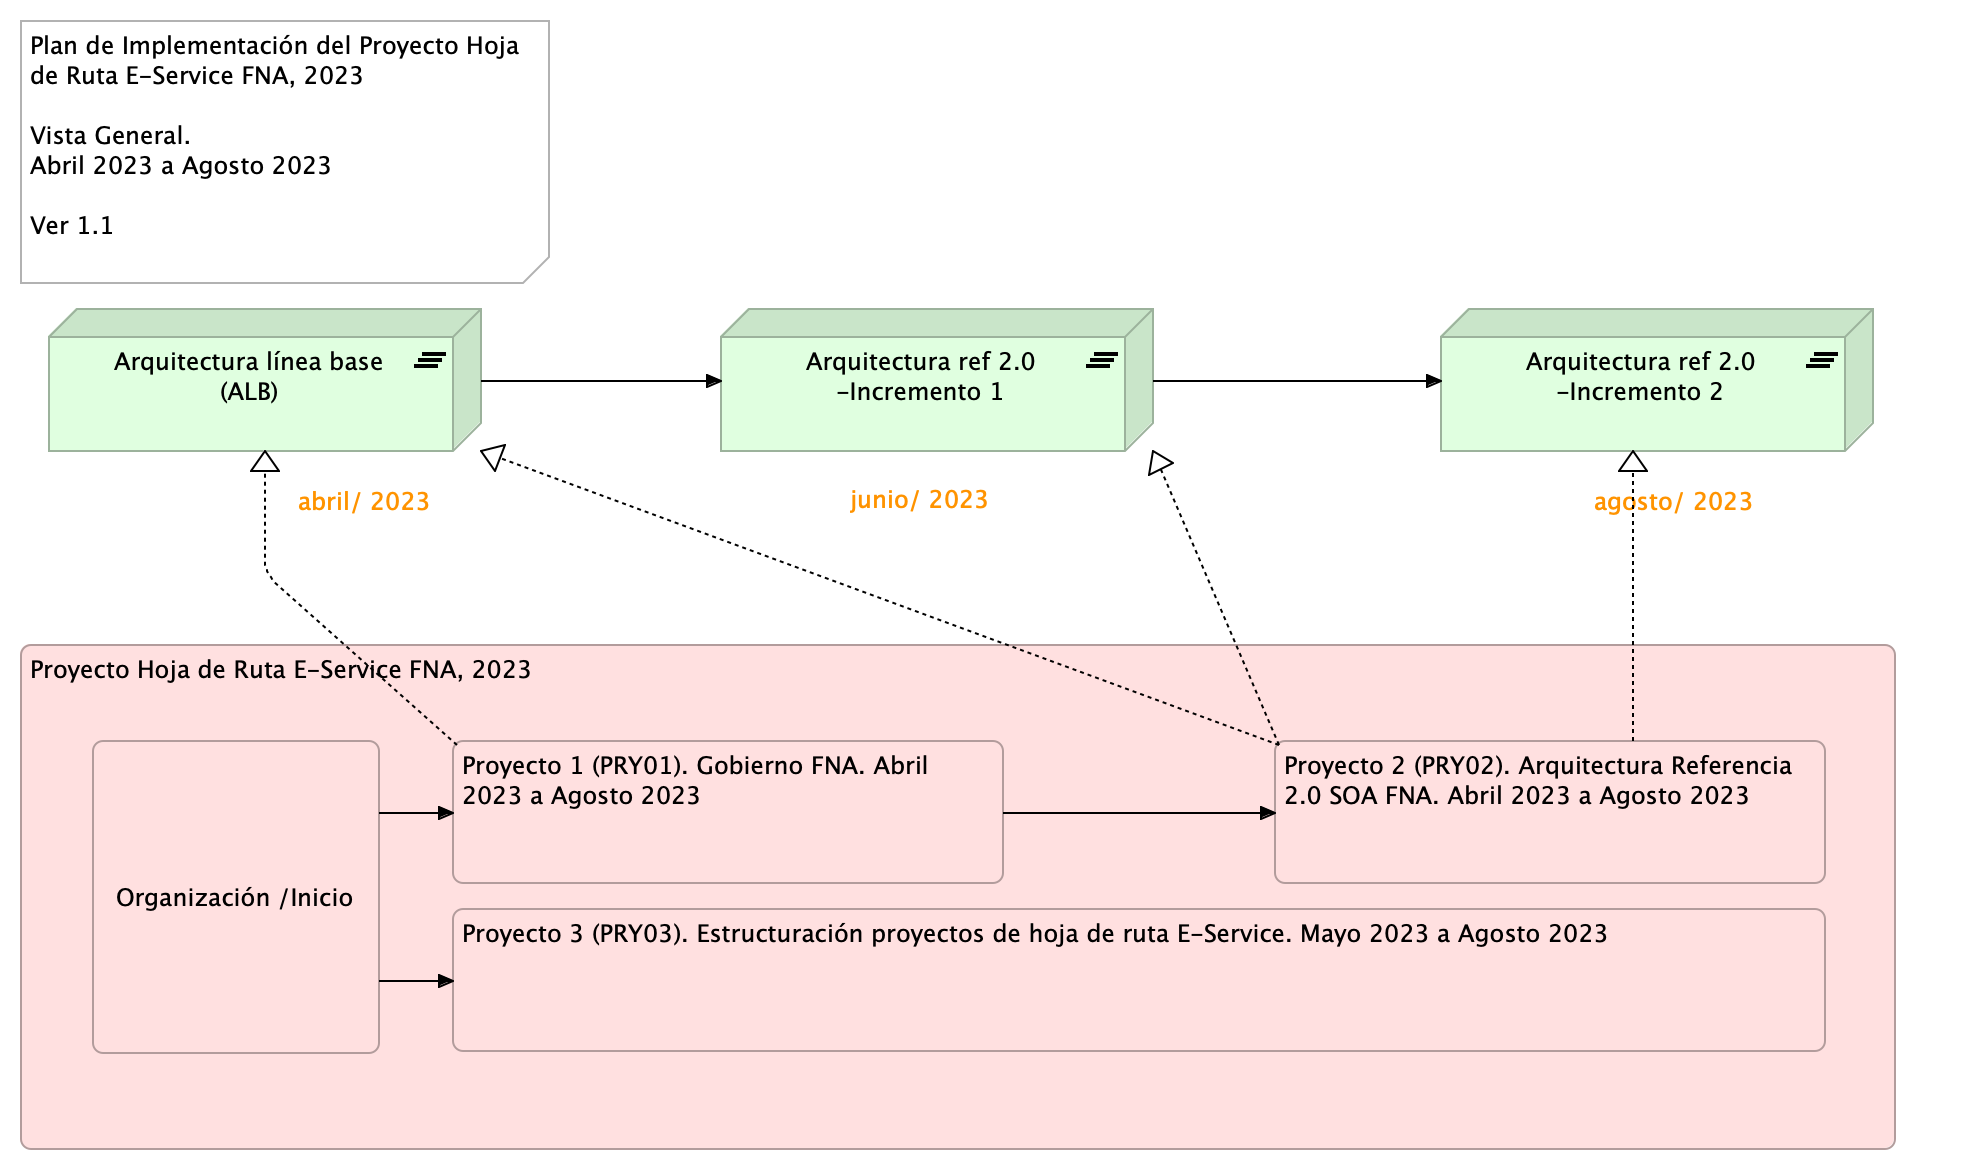 Plan de Implementación del Proyecto Hoja
de Ruta E-Service FNA, 2023
Vista General.
Abril 2023 a Agosto 2023
Ver 1.1
Arquitectura línea base
(ALB)
Arquitectura ref 2.0
-Incremento 1
Arquitectura ref 2.0
-Incremento 2
abril/ 2023
junio/ 2023
agosto/ 2023
Proyecto Hoja de Ruta E-Service FNA, 2023
Organización /Inicio
Proyecto 1 (PRY01). Gobierno FNA. Abril
2023 a Agosto 2023
Proyecto 2 (PRY02). Arquitectura Referencia
2.0 SOA FNA. Abril 2023 a Agosto 2023
Proyecto 3 (PRY03). Estructuración proyectos de hoja de ruta E-Service. Mayo 2023 a Agosto 2023